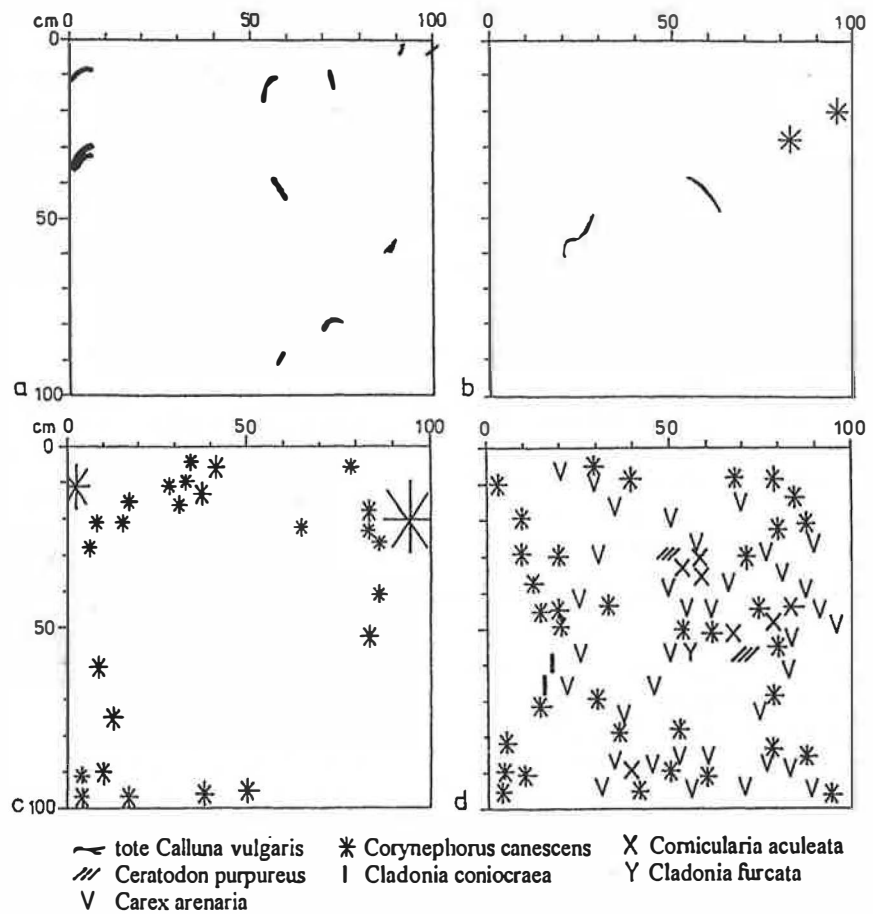 cm 0 50 100
0
50
a 100
0 50 100
b
cm 0 50 100
0
50
c 100
0 50 100
d
tote Calluna vulgaris
Corynephorus canescens
Cornicularia aculeata
Ceratodon purpureus
Cladonia coniocraea
Cladonia furcata
Carex arenaria